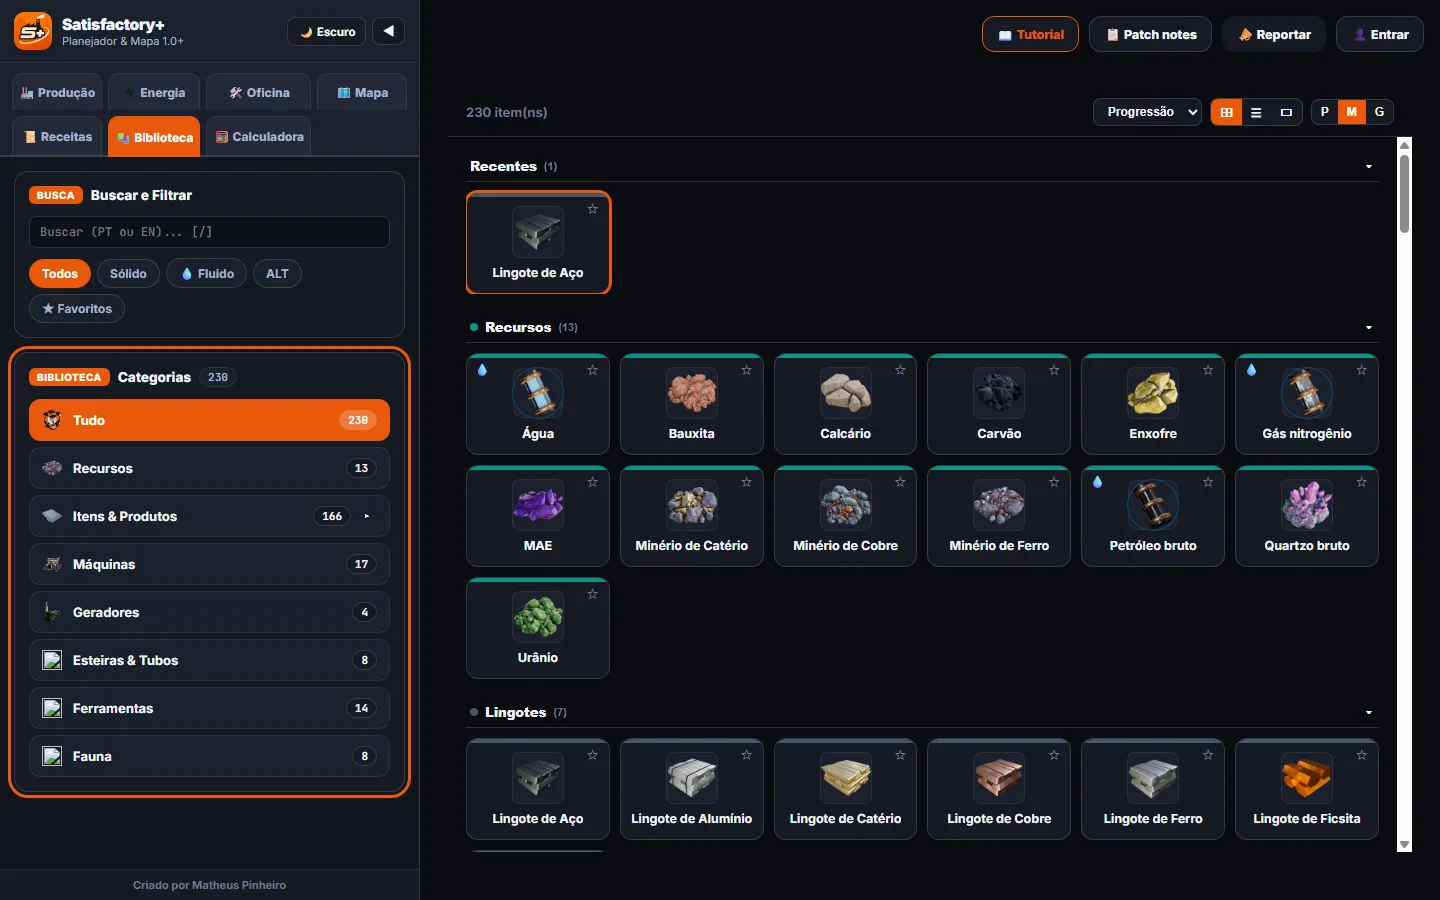 Satisfactory+
Planejador & Mapa 1.0+
Escuro
Produção
Energia
Oficina
Mapa
Receitas
Biblioteca
Calculadora
BUSCA Buscar e Filtrar
Buscar (PT ou EN)... [/]
Todos
Sólido
Fluido
ALT
★ Favoritos
BIBLIOTECA Categorias 230
Tudo 230
Recursos 13
Itens & Produtos 166
Máquinas 17
Geradores 4
Esteiras & Tubos 8
Ferramentas 14
Fauna 8
Criado por Matheus Pinheiro
Tutorial
Patch notes
Reportar
Entrar
230 item(ns)
Progressão
P M G
Recentes (1)
Lingote de Aço
Recursos (13)
Água
Bauxita
Calcário
Carvão
Enxofre
Gás nitrogênio
MAE
Minério de Catério
Minério de Cobre
Minério de Ferro
Petróleo bruto
Quartzo bruto
Urânio
Lingotes (7)
Lingote de Aço
Lingote de Alumínio
Lingote de Catério
Lingote de Cobre
Lingote de Ferro
Lingote de Ficsita